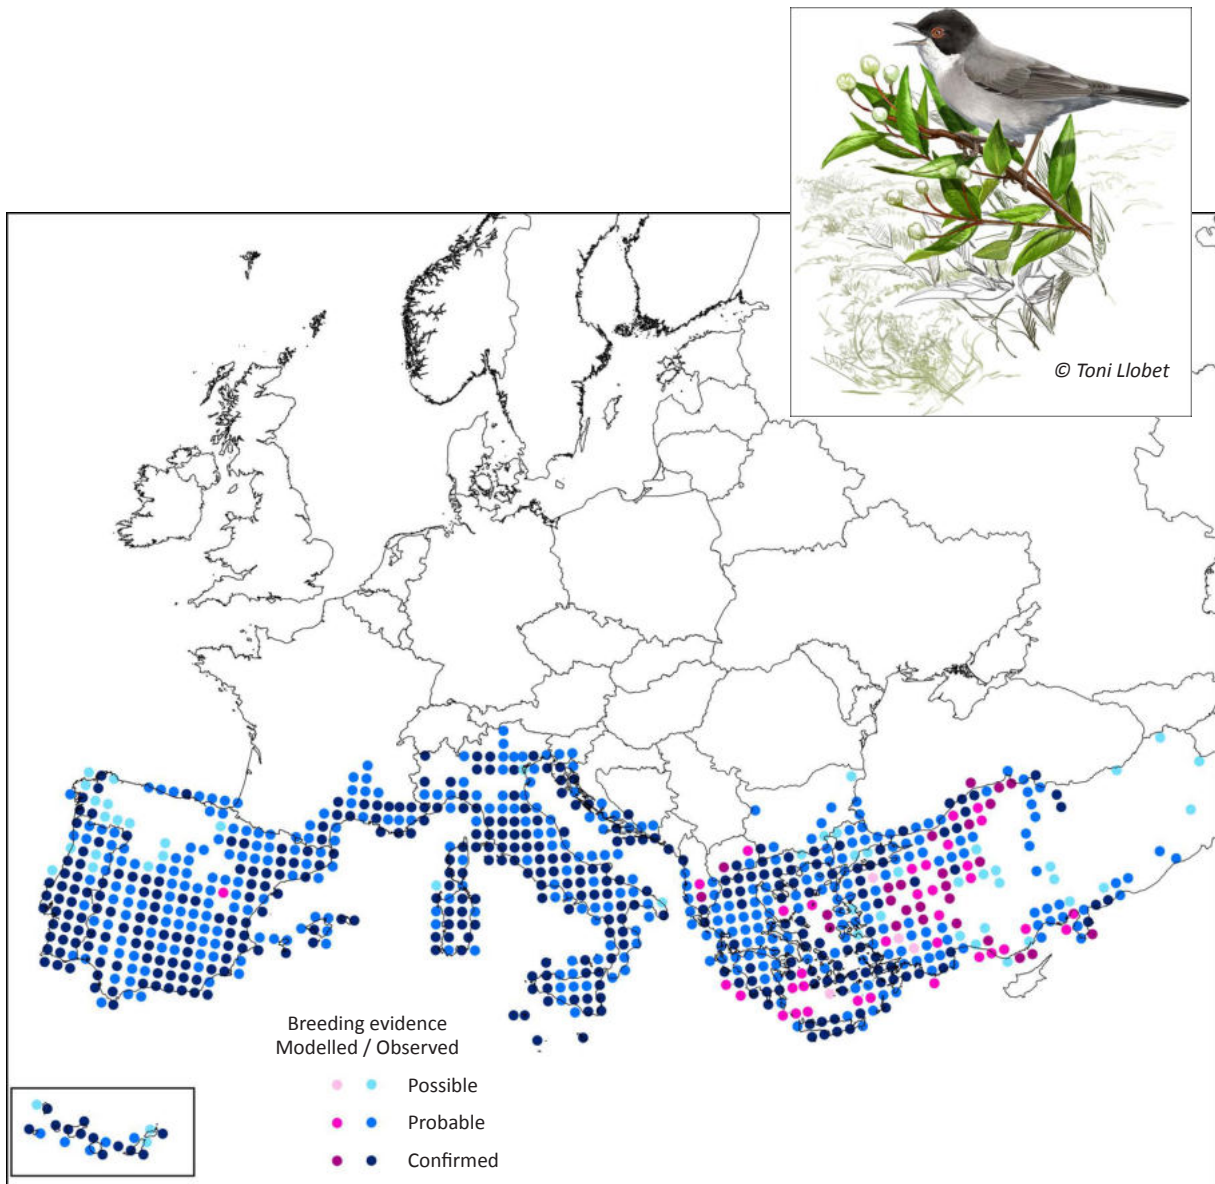 © Toni Llobet
Breeding evidence
Modelled / Observed
Possible
Probable
Confirmed